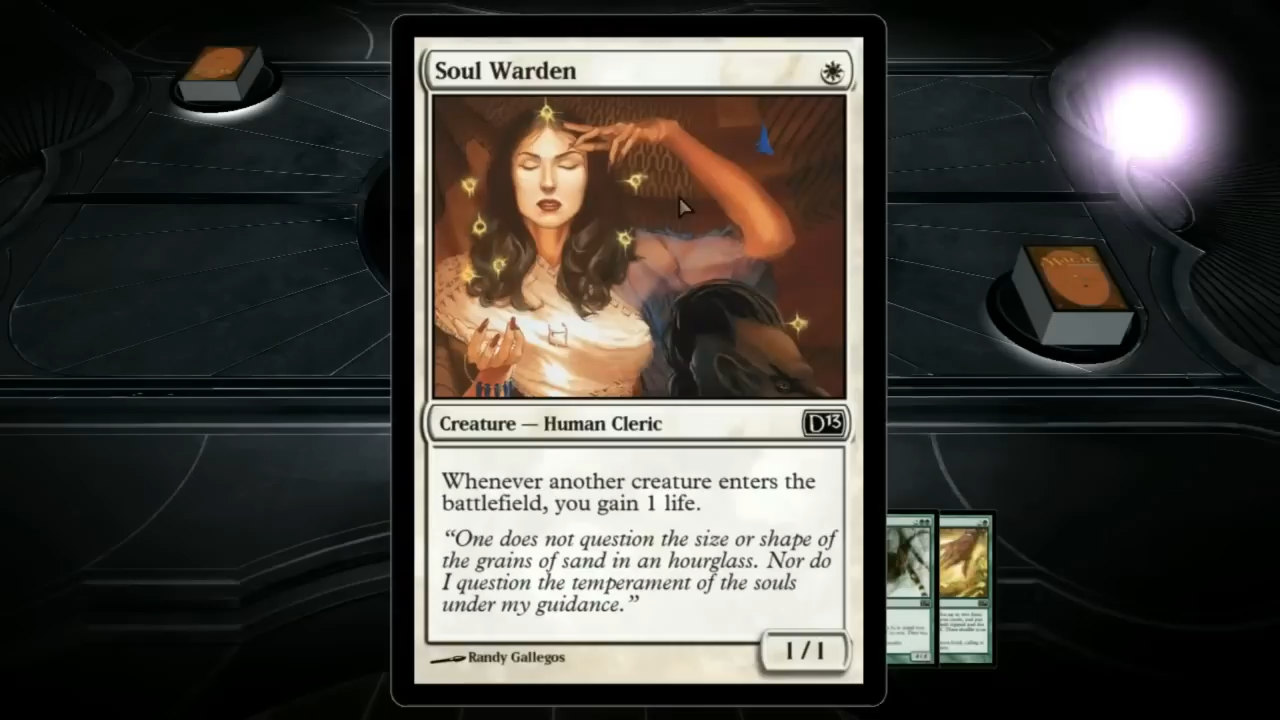 Soul Warden
Creature — Human Cleric
D13
Whenever another creature enters the
battlefield, you gain 1 life.
“One does not question the size or shape of
the grains of sand in an hourglass. Nor do
I question the temperament of the souls
under my guidance.”
Randy Gallegos
1/1